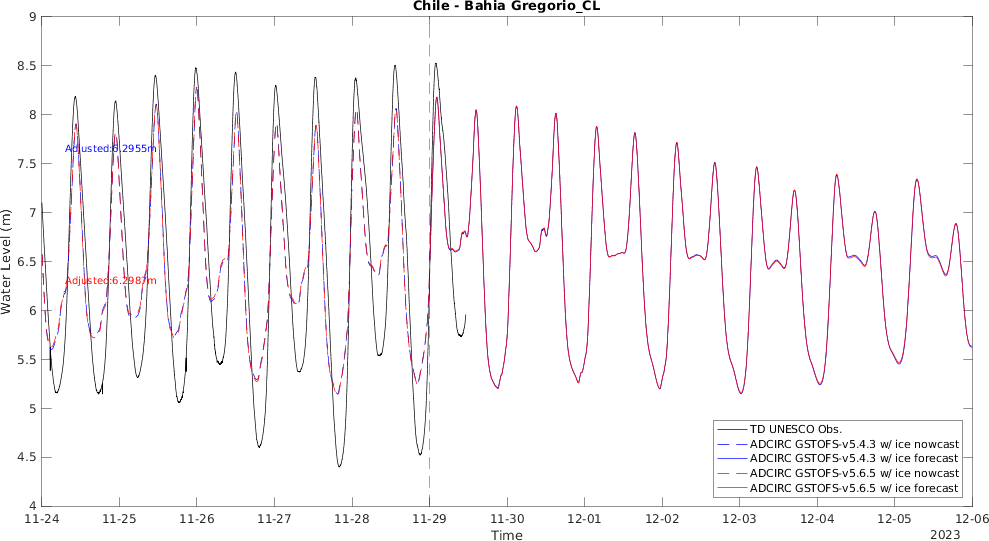 Chile - Bahia Gregorio_CL
Water Level (m)
9
8.5
8
7.5
7
6.5
6
5.5
5
4.5
4
Adjusted:6.2955m
Adjusted:6.2987m
TD UNESCO Obs.
ADCIRC GSTOFS-v5.4.3 w/ ice nowcast
ADCIRC GSTOFS-v5.4.3 w/ ice forecast
ADCIRC GSTOFS-v5.6.5 w/ ice nowcast
ADCIRC GSTOFS-v5.6.5 w/ ice forecast
11-24 11-25 11-26 11-27 11-28 11-29 11-30 12-01 12-02 12-03 12-04 12-05 12-06
Time
2023